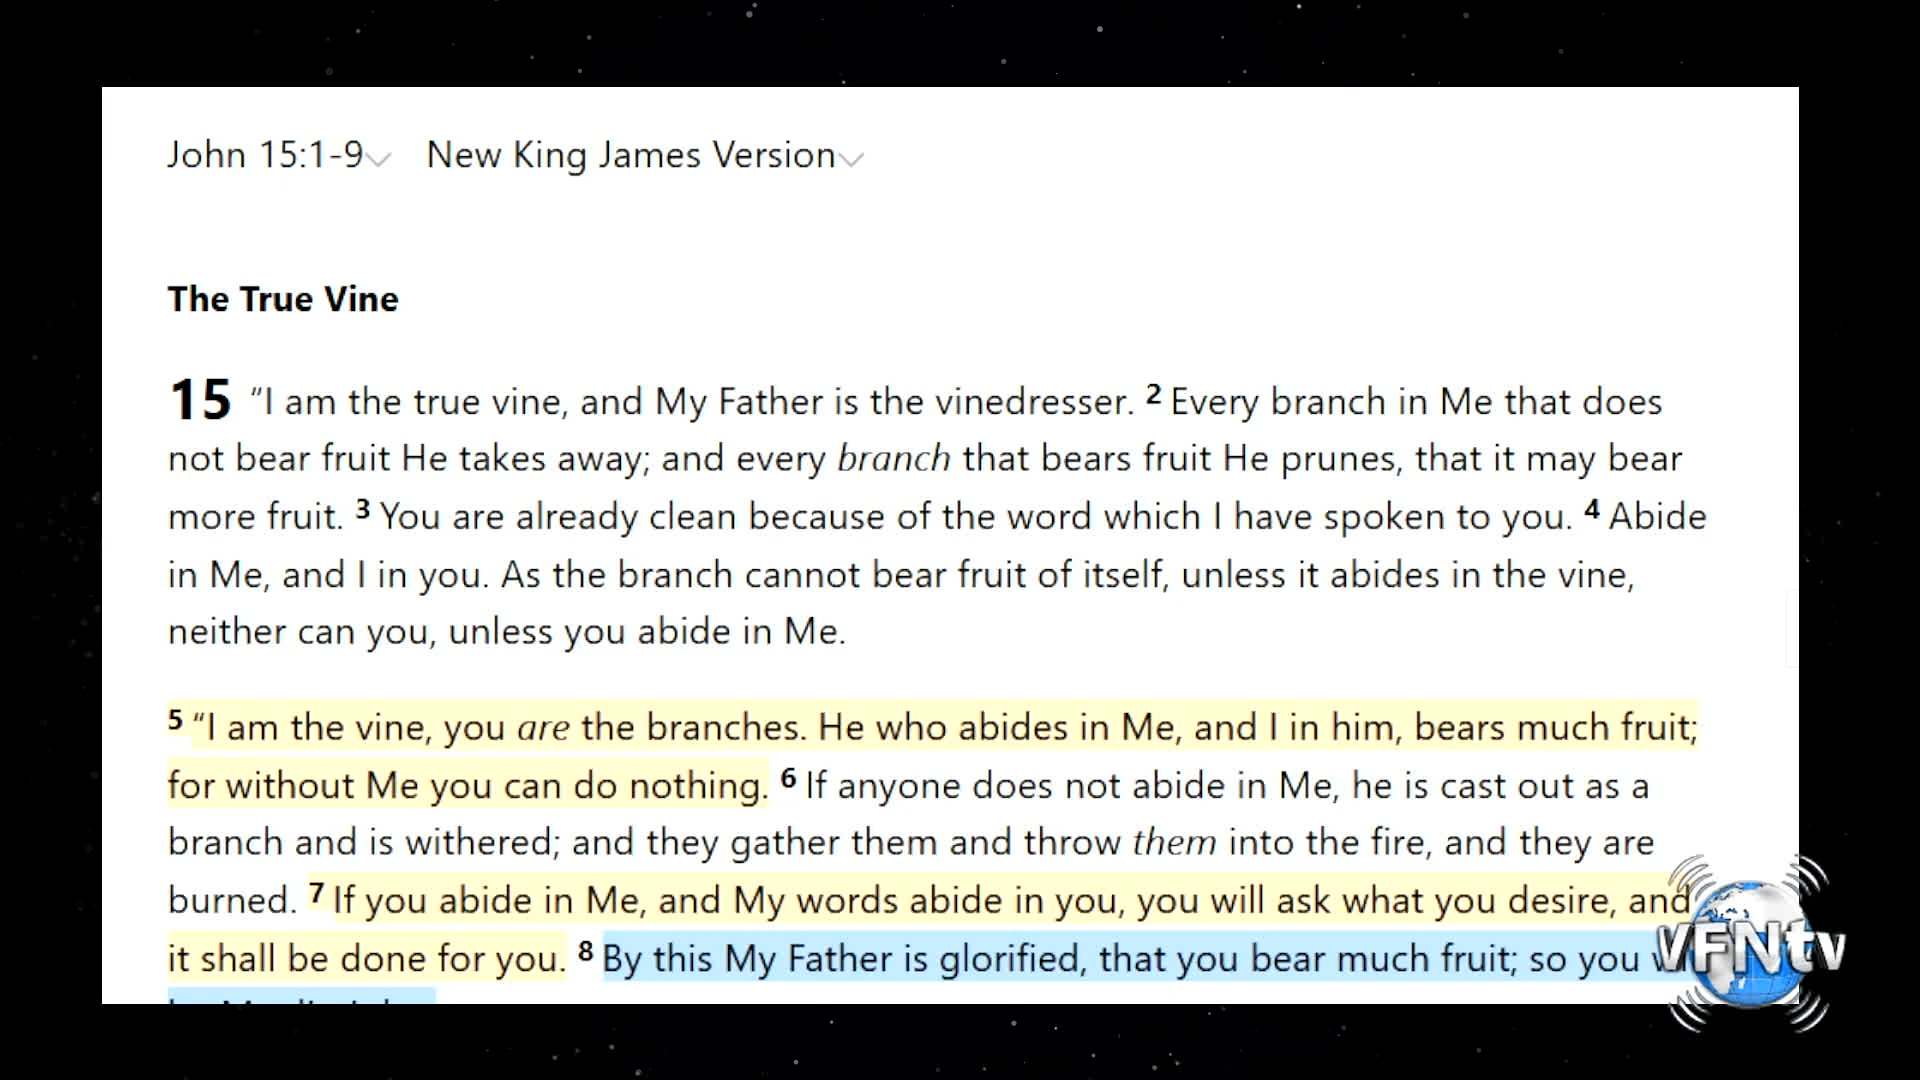 John 15:1-9 New King James Version
The True Vine
15 “I am the true vine, and My Father is the vinedresser. 2 Every branch in Me that does
not bear fruit He takes away; and every branch that bears fruit He prunes, that it may bear
more fruit. 3 You are already clean because of the word which I have spoken to you. 4 Abide
in Me, and I in you. As the branch cannot bear fruit of itself, unless it abides in the vine,
neither can you, unless you abide in Me.
5 “I am the vine, you are the branches. He who abides in Me, and I in him, bears much fruit;
for without Me you can do nothing. 6 If anyone does not abide in Me, he is cast out as a
branch and is withered; and they gather them and throw them into the fire, and they are
burned. 7 If you abide in Me, and My words abide in you, you will ask what you desire, and
it shall be done for you. 8 By this My Father is glorified, that you bear much fruit; so you
VFNtv